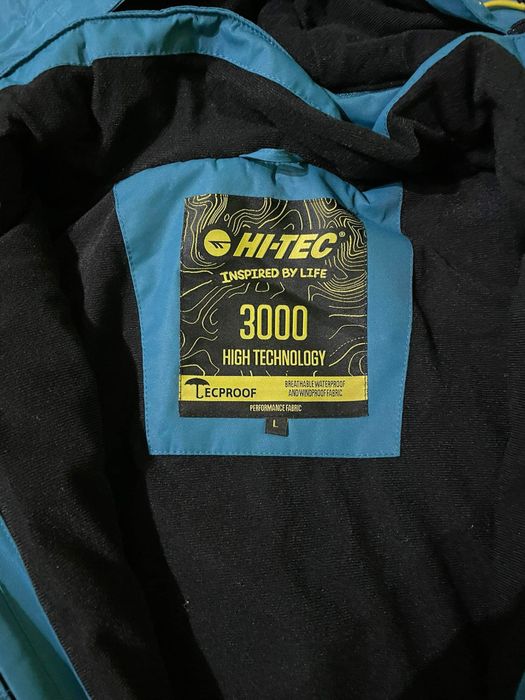 HI-TEC®
INSPIRED BY LIFE
3000
HIGH TECHNOLOGY
TECPROOF
BREATHABLE WATERPROOF
AND WINDPROOF FABRIC
PERFORMANCE FABRIC
L